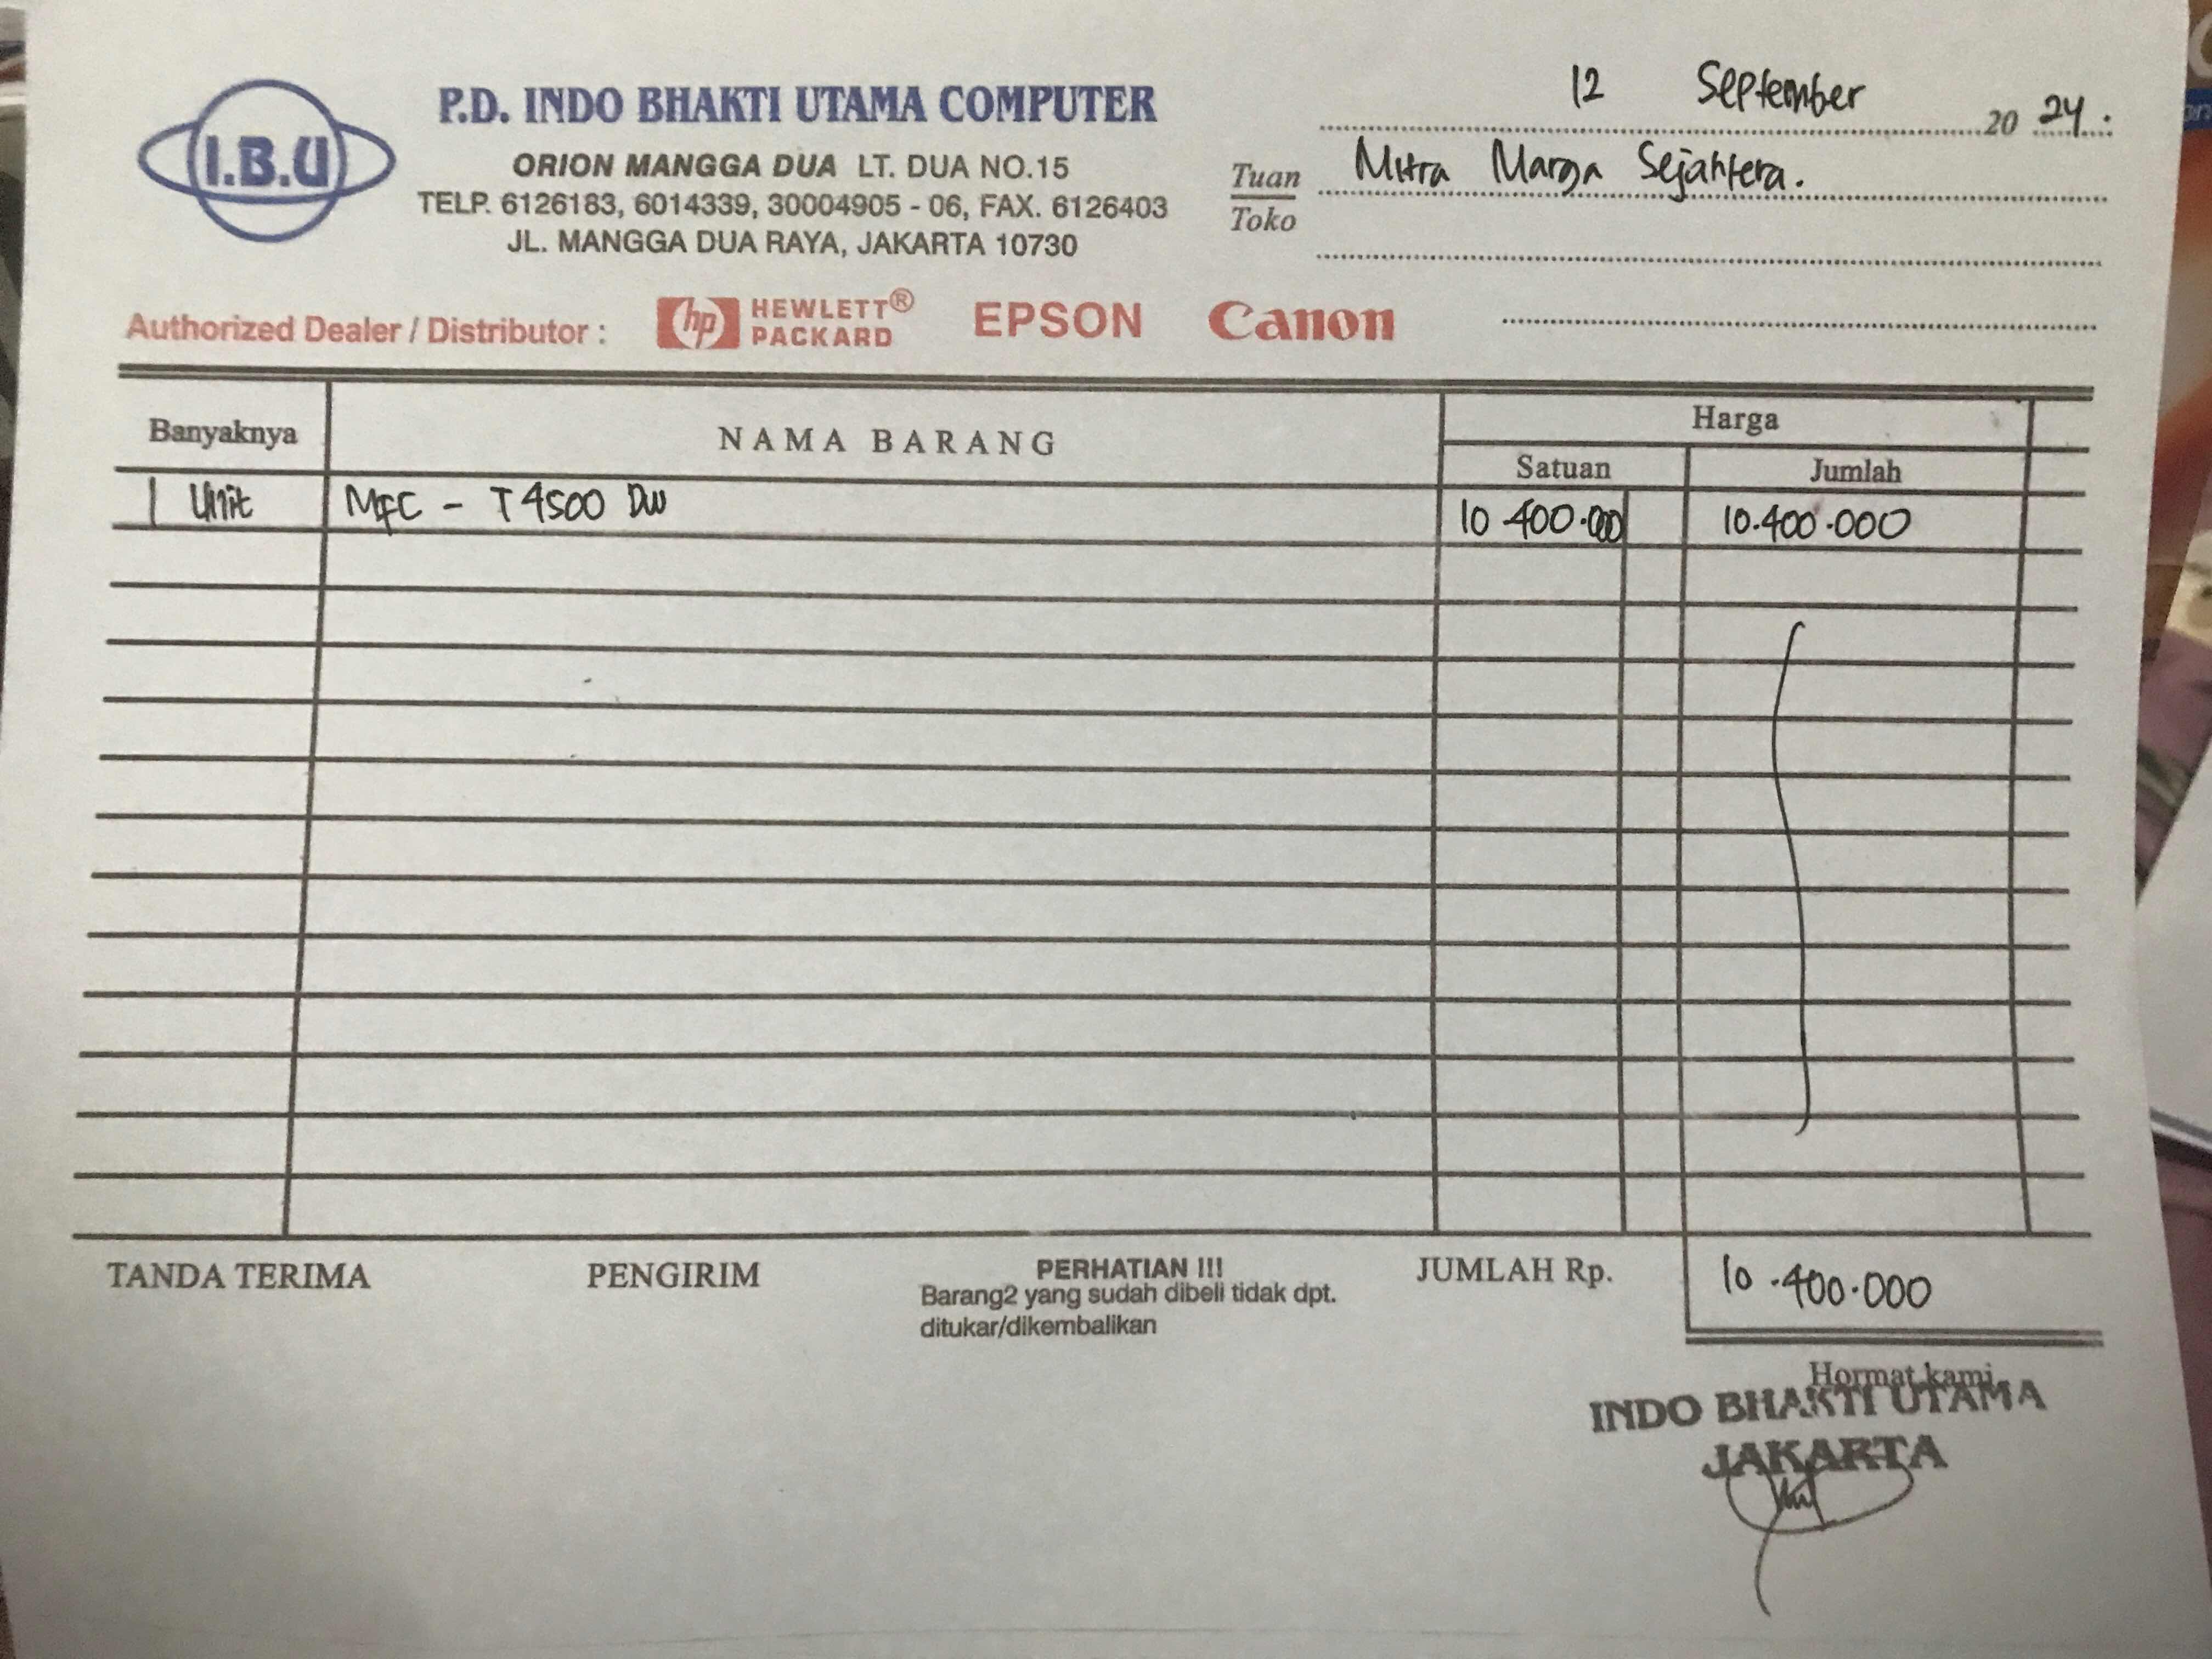 I.B.U
P.D. INDO BHAKTI UTAMA COMPUTER
ORION MANGGA DUA LT. DUA NO.15
TELP. 6126183, 6014339, 30004905 - 06, FAX. 6126403
JL. MANGGA DUA RAYA, JAKARTA 10730
12 September 2024.
Tuan Mitra Marga Sejahtera.
Toko
Authorized Dealer / Distributor : hp HEWLETT® PACKARD EPSON Canon
Banyaknya NAMA BARANG Harga
Satuan Jumlah
1 Unit MFC - T4500 DW 10.400.000 10.400.000
TANDA TERIMA PENGIRIM PERHATIAN !!! JUMLAH Rp. 10.400.000
Barang2 yang sudah dibeli tidak dpt.
ditukar/dikembalikan
Hormat kami,
INDO BHAKTI UTAMA
JAKARTA